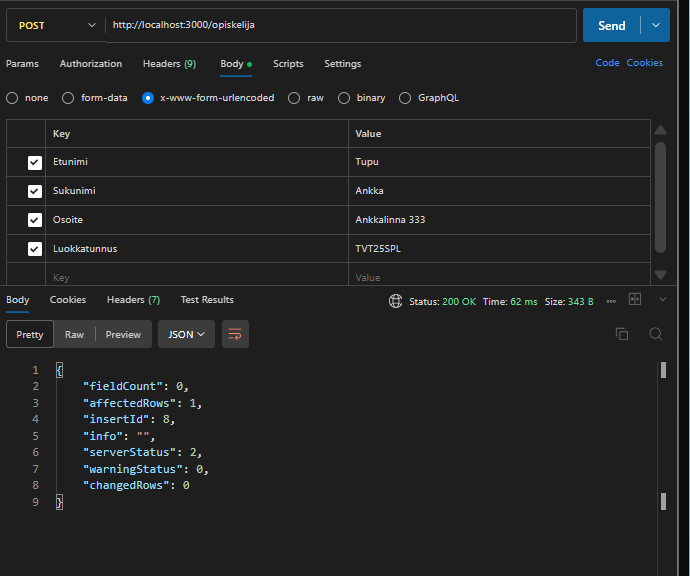 POST http://localhost:3000/opiskelija Send
Params Authorization Headers (9) Body Scripts Settings Code Cookies
none form-data x-www-form-urlencoded raw binary GraphQL
Key Value
Etunimi Tupu
Sukunimi Ankka
Osoite Ankkalinna 333
Luokkatunnus TVT25SPL
Key Value
Body Cookies Headers (7) Test Results Status: 200 OK Time: 62 ms Size: 343 B
Pretty Raw Preview JSON
1 {
2 "fieldCount": 0,
3 "affectedRows": 1,
4 "insertId": 8,
5 "info": "",
6 "serverStatus": 2,
7 "warningStatus": 0,
8 "changedRows": 0
9 }